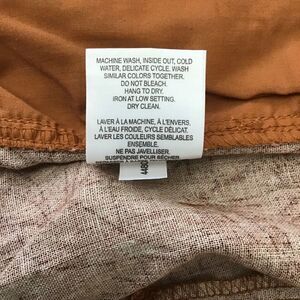 MACHINE WASH, INSIDE OUT, COLD
WATER, DELICATE CYCLE, WASH
SIMILAR COLORS TOGETHER.
DO NOT BLEACH.
HANG TO DRY.
IRON AT LOW SETTING.
DRY CLEAN.
LAVER À LA MACHINE, À L'ENVERS,
À L'EAU FROIDE, CYCLE DÉLICAT.
LAVER LES COULEURS SEMBLABLES
ENSEMBLE.
NE PAS JAVELLISER.
SUSPENDRE POUR SÉCHER.
4480